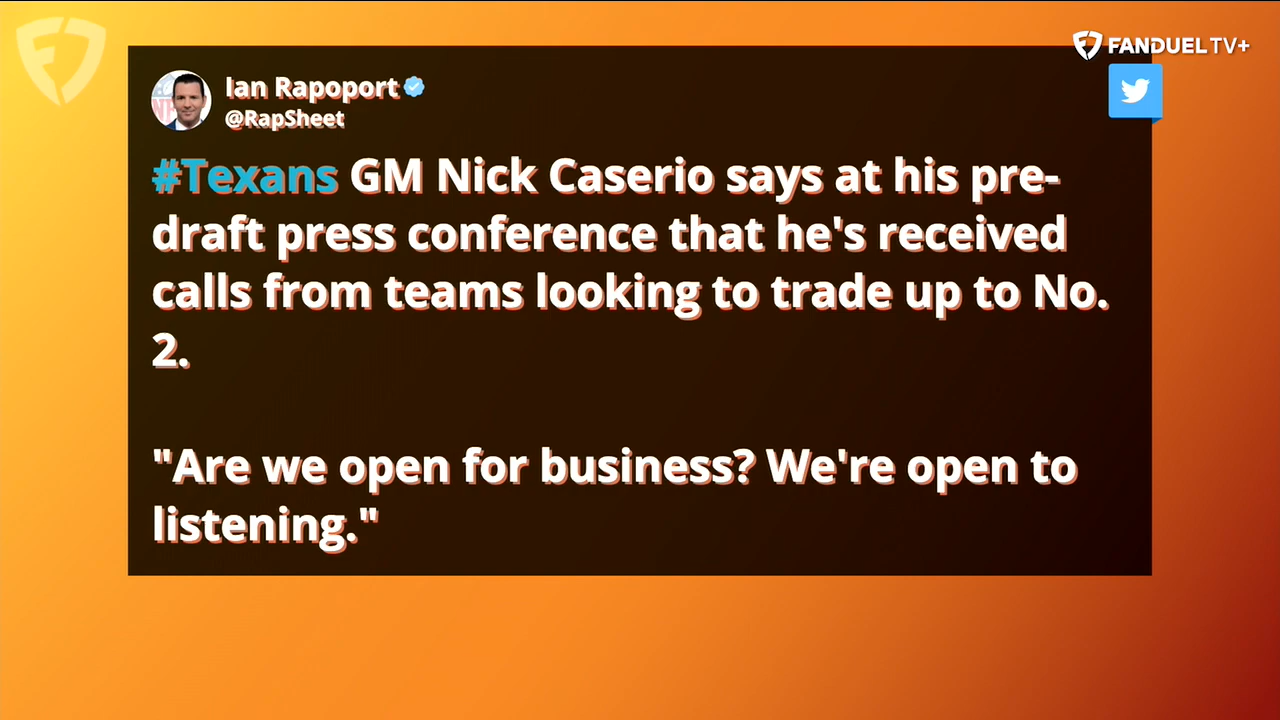 FANDUEL TV+
Ian Rapoport
@RapSheet
#Texans GM Nick Caserio says at his pre-
draft press conference that he's received
calls from teams looking to trade up to No.
2.
"Are we open for business? We're open to
listening."